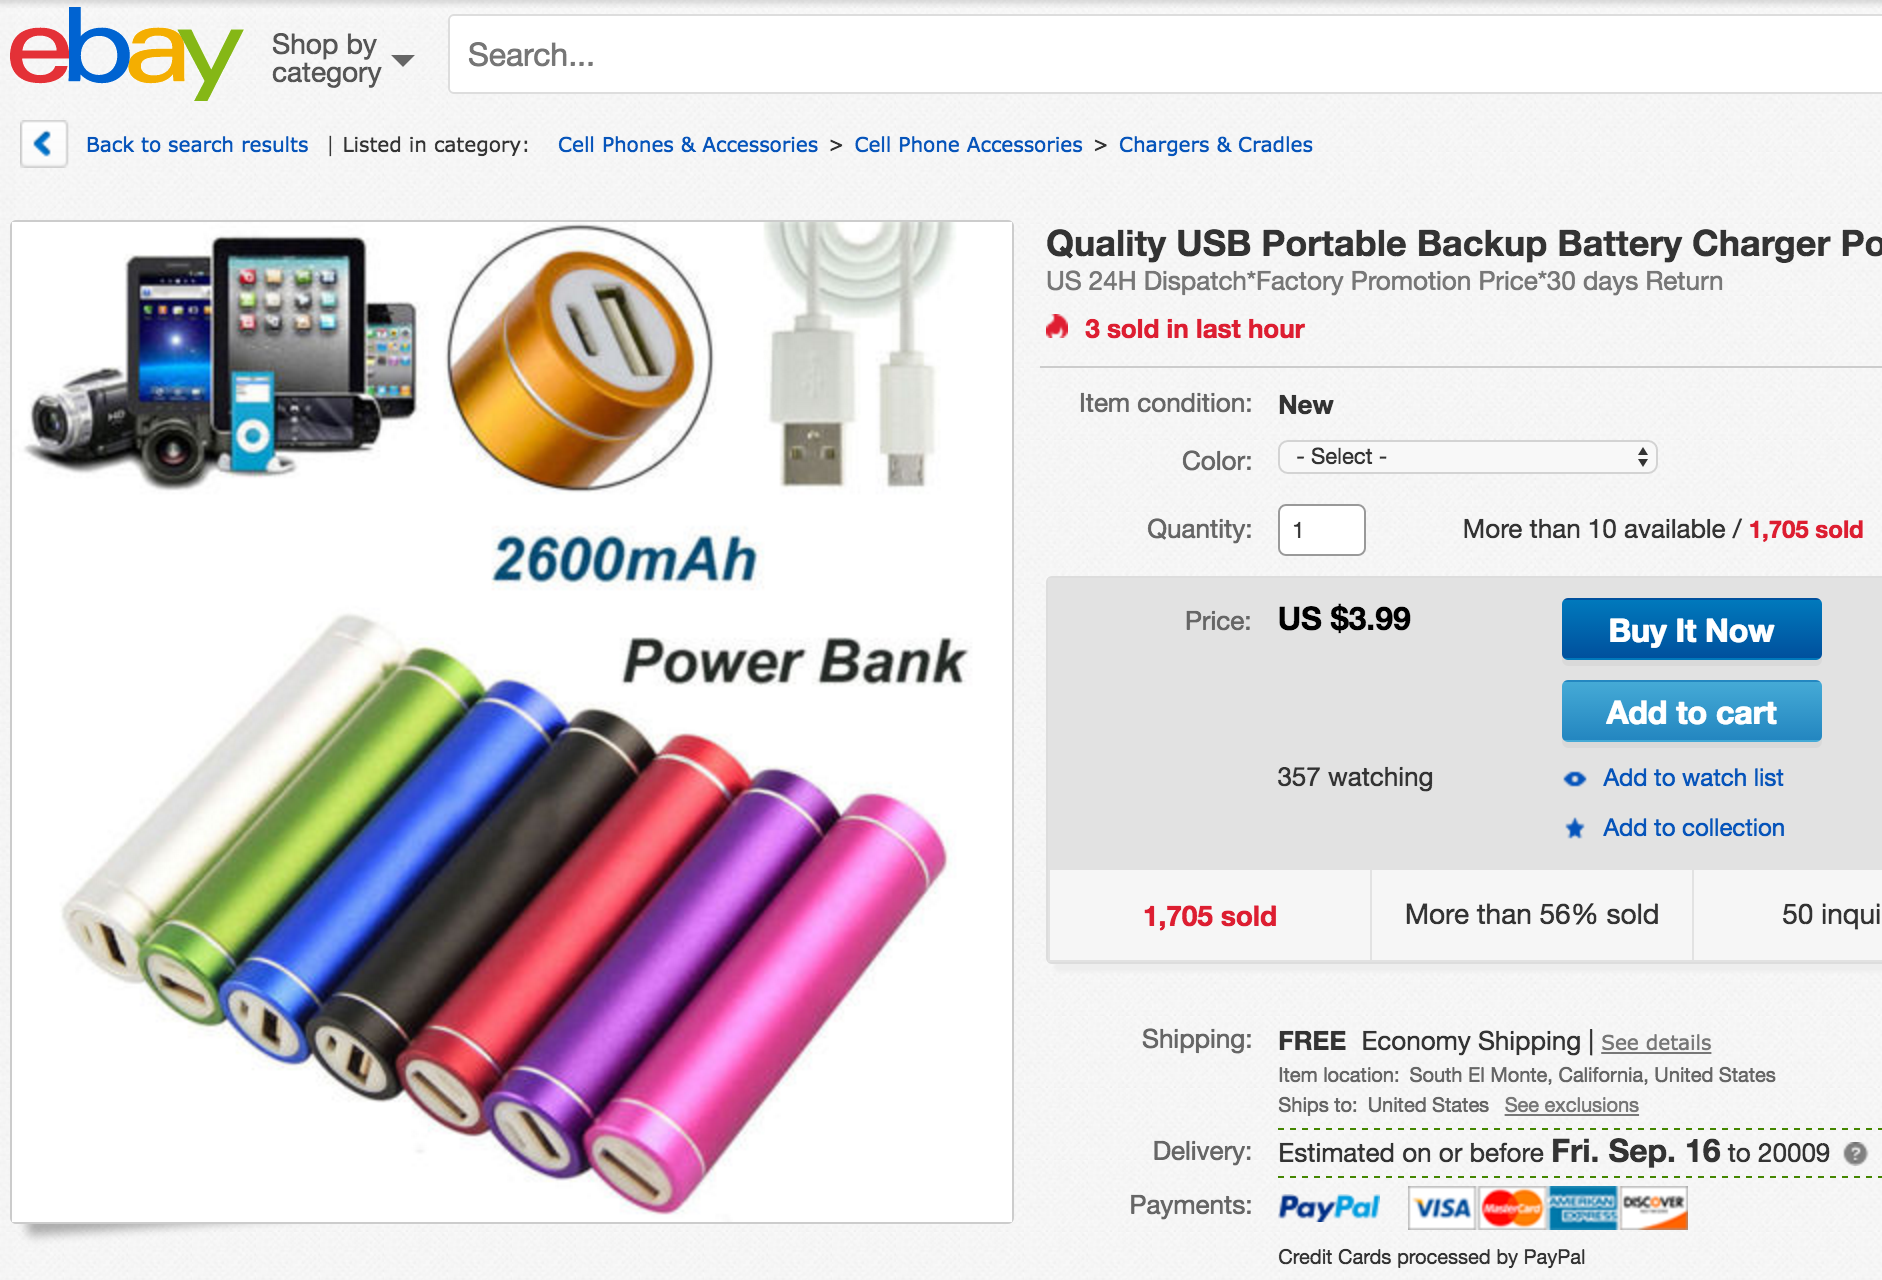 ebay
Shop by
category
Search...
Back to search results | Listed in category: Cell Phones & Accessories > Cell Phone Accessories > Chargers & Cradles
2600mAh
Power Bank
Quality USB Portable Backup Battery Charger Po
US 24H Dispatch*Factory Promotion Price*30 days Return
3 sold in last hour
Item condition: New
Color: - Select -
Quantity: 1 More than 10 available / 1,705 sold
Price: US $3.99
Buy It Now
Add to cart
357 watching
Add to watch list
Add to collection
1,705 sold
More than 56% sold
50 inqui
Shipping: FREE Economy Shipping | See details
Item location: South El Monte, California, United States
Ships to: United States See exclusions
Delivery: Estimated on or before Fri. Sep. 16 to 20009 ?
Payments: PayPal VISA MasterCard AMERICAN EXPRESS DISCOVER
Credit Cards processed by PayPal